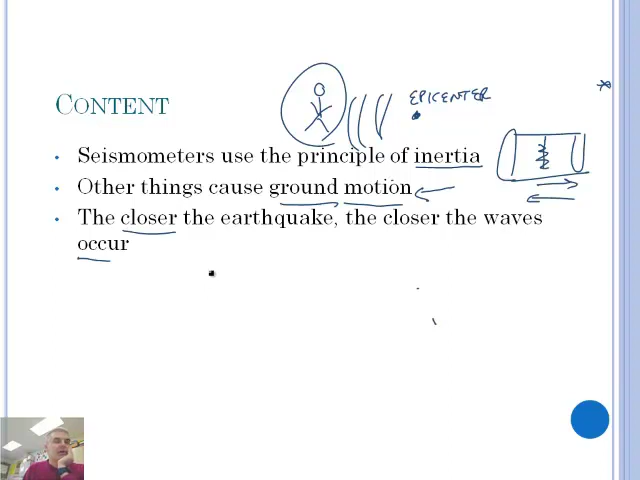 EPICENTER
CONTENT
Seismometers use the principle of inertia
Other things cause ground motion
The closer the earthquake, the closer the waves
occur